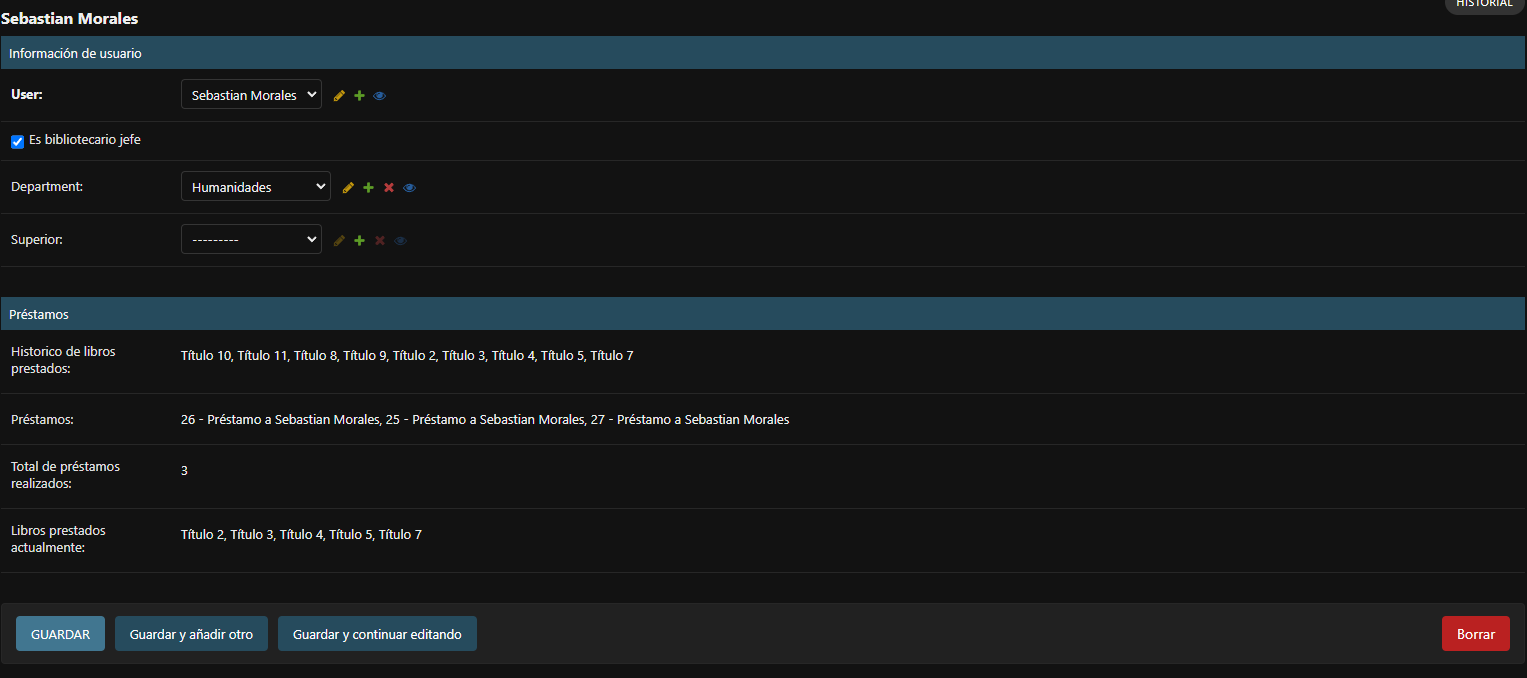 HISTORIAL
Sebastian Morales
Información de usuario
User: Sebastian Morales
Es bibliotecario jefe
Department: Humanidades
Superior: ---------
Préstamos
Historico de libros
prestados:
Título 10, Título 11, Título 8, Título 9, Título 2, Título 3, Título 4, Título 5, Título 7
Préstamos: 26 - Préstamo a Sebastian Morales, 25 - Préstamo a Sebastian Morales, 27 - Préstamo a Sebastian Morales
Total de préstamos
realizados:
3
Libros prestados
actualmente:
Título 2, Título 3, Título 4, Título 5, Título 7
GUARDAR Guardar y añadir otro Guardar y continuar editando Borrar